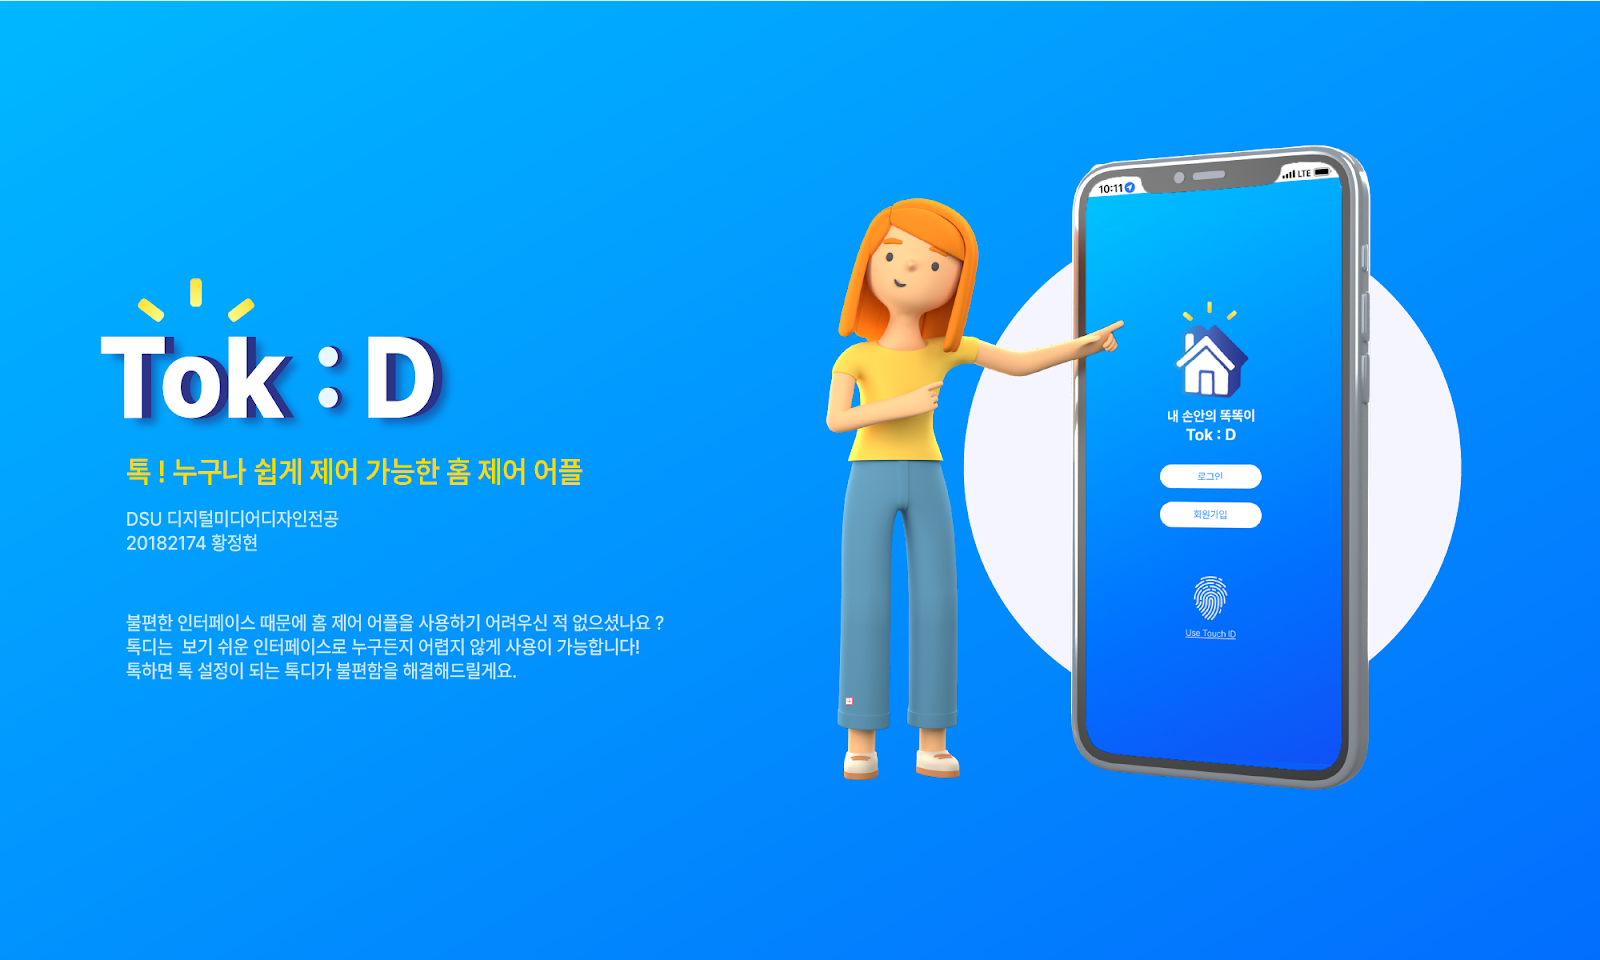 Tok : D
톡 ! 누구나 쉽게 제어 가능한 홈 제어 어플
DSU 디지털미디어디자인전공
20182174 황정현
불편한 인터페이스 때문에 홈 제어 어플을 사용하기 어려우신 적 없으셨나요 ?
톡디는 보기 쉬운 인터페이스로 누구든지 어렵지 않게 사용이 가능합니다!
톡하면 톡 설정이 되는 톡디가 불편함을 해결해드릴게요.
10:11 LTE
내 손안의 똑똑이
Tok : D
로그인
회원가입
Use Touch ID